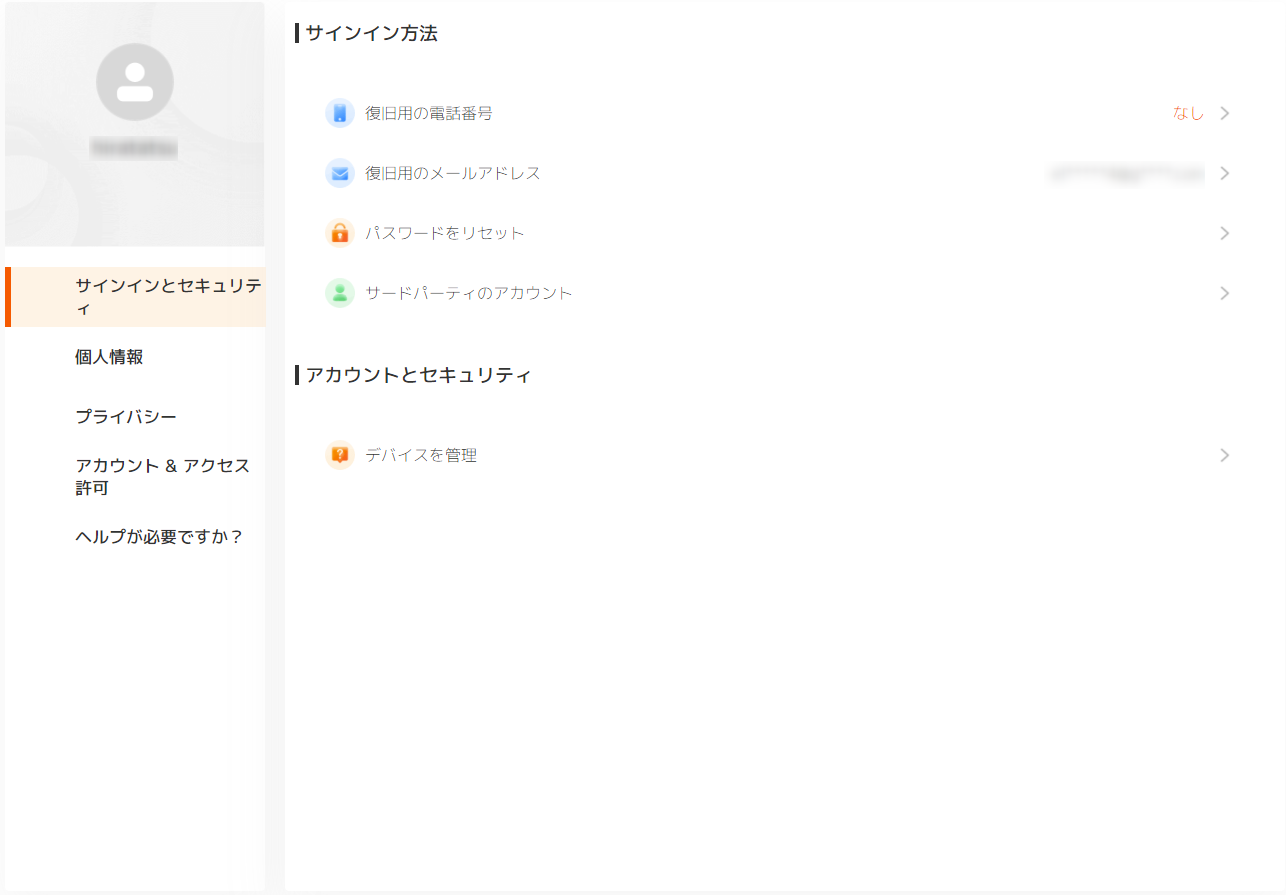 サインインとセキュリテ
ィ
個人情報
プライバシー
アカウント & アクセス
許可
ヘルプが必要ですか？
サインイン方法
復旧用の電話番号
なし
復旧用のメールアドレス
パスワードをリセット
サードパーティのアカウント
アカウントとセキュリティ
デバイスを管理